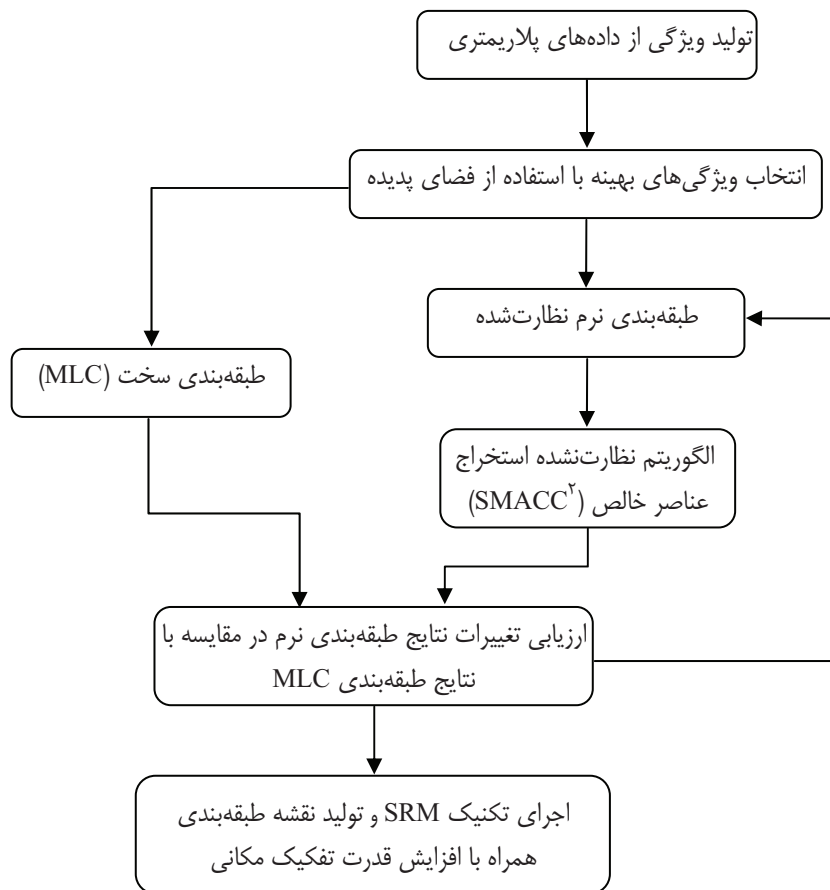 تولید ویژگی از داده‌های پلاریمتری
انتخاب ویژگی‌های بهینه با استفاده از فضای پدیده
طبقه‌بندی نرم نظارت‌شده
طبقه‌بندی سخت (MLC)
الگوریتم نظارت‌نشده استخراج
عناصر خالص (SMACC۲)
ارزیابی تغییرات نتایج طبقه‌بندی نرم در مقایسه با
نتایج طبقه‌بندی MLC
اجرای تکنیک SRM و تولید نقشه طبقه‌بندی
همراه با افزایش قدرت تفکیک مکانی